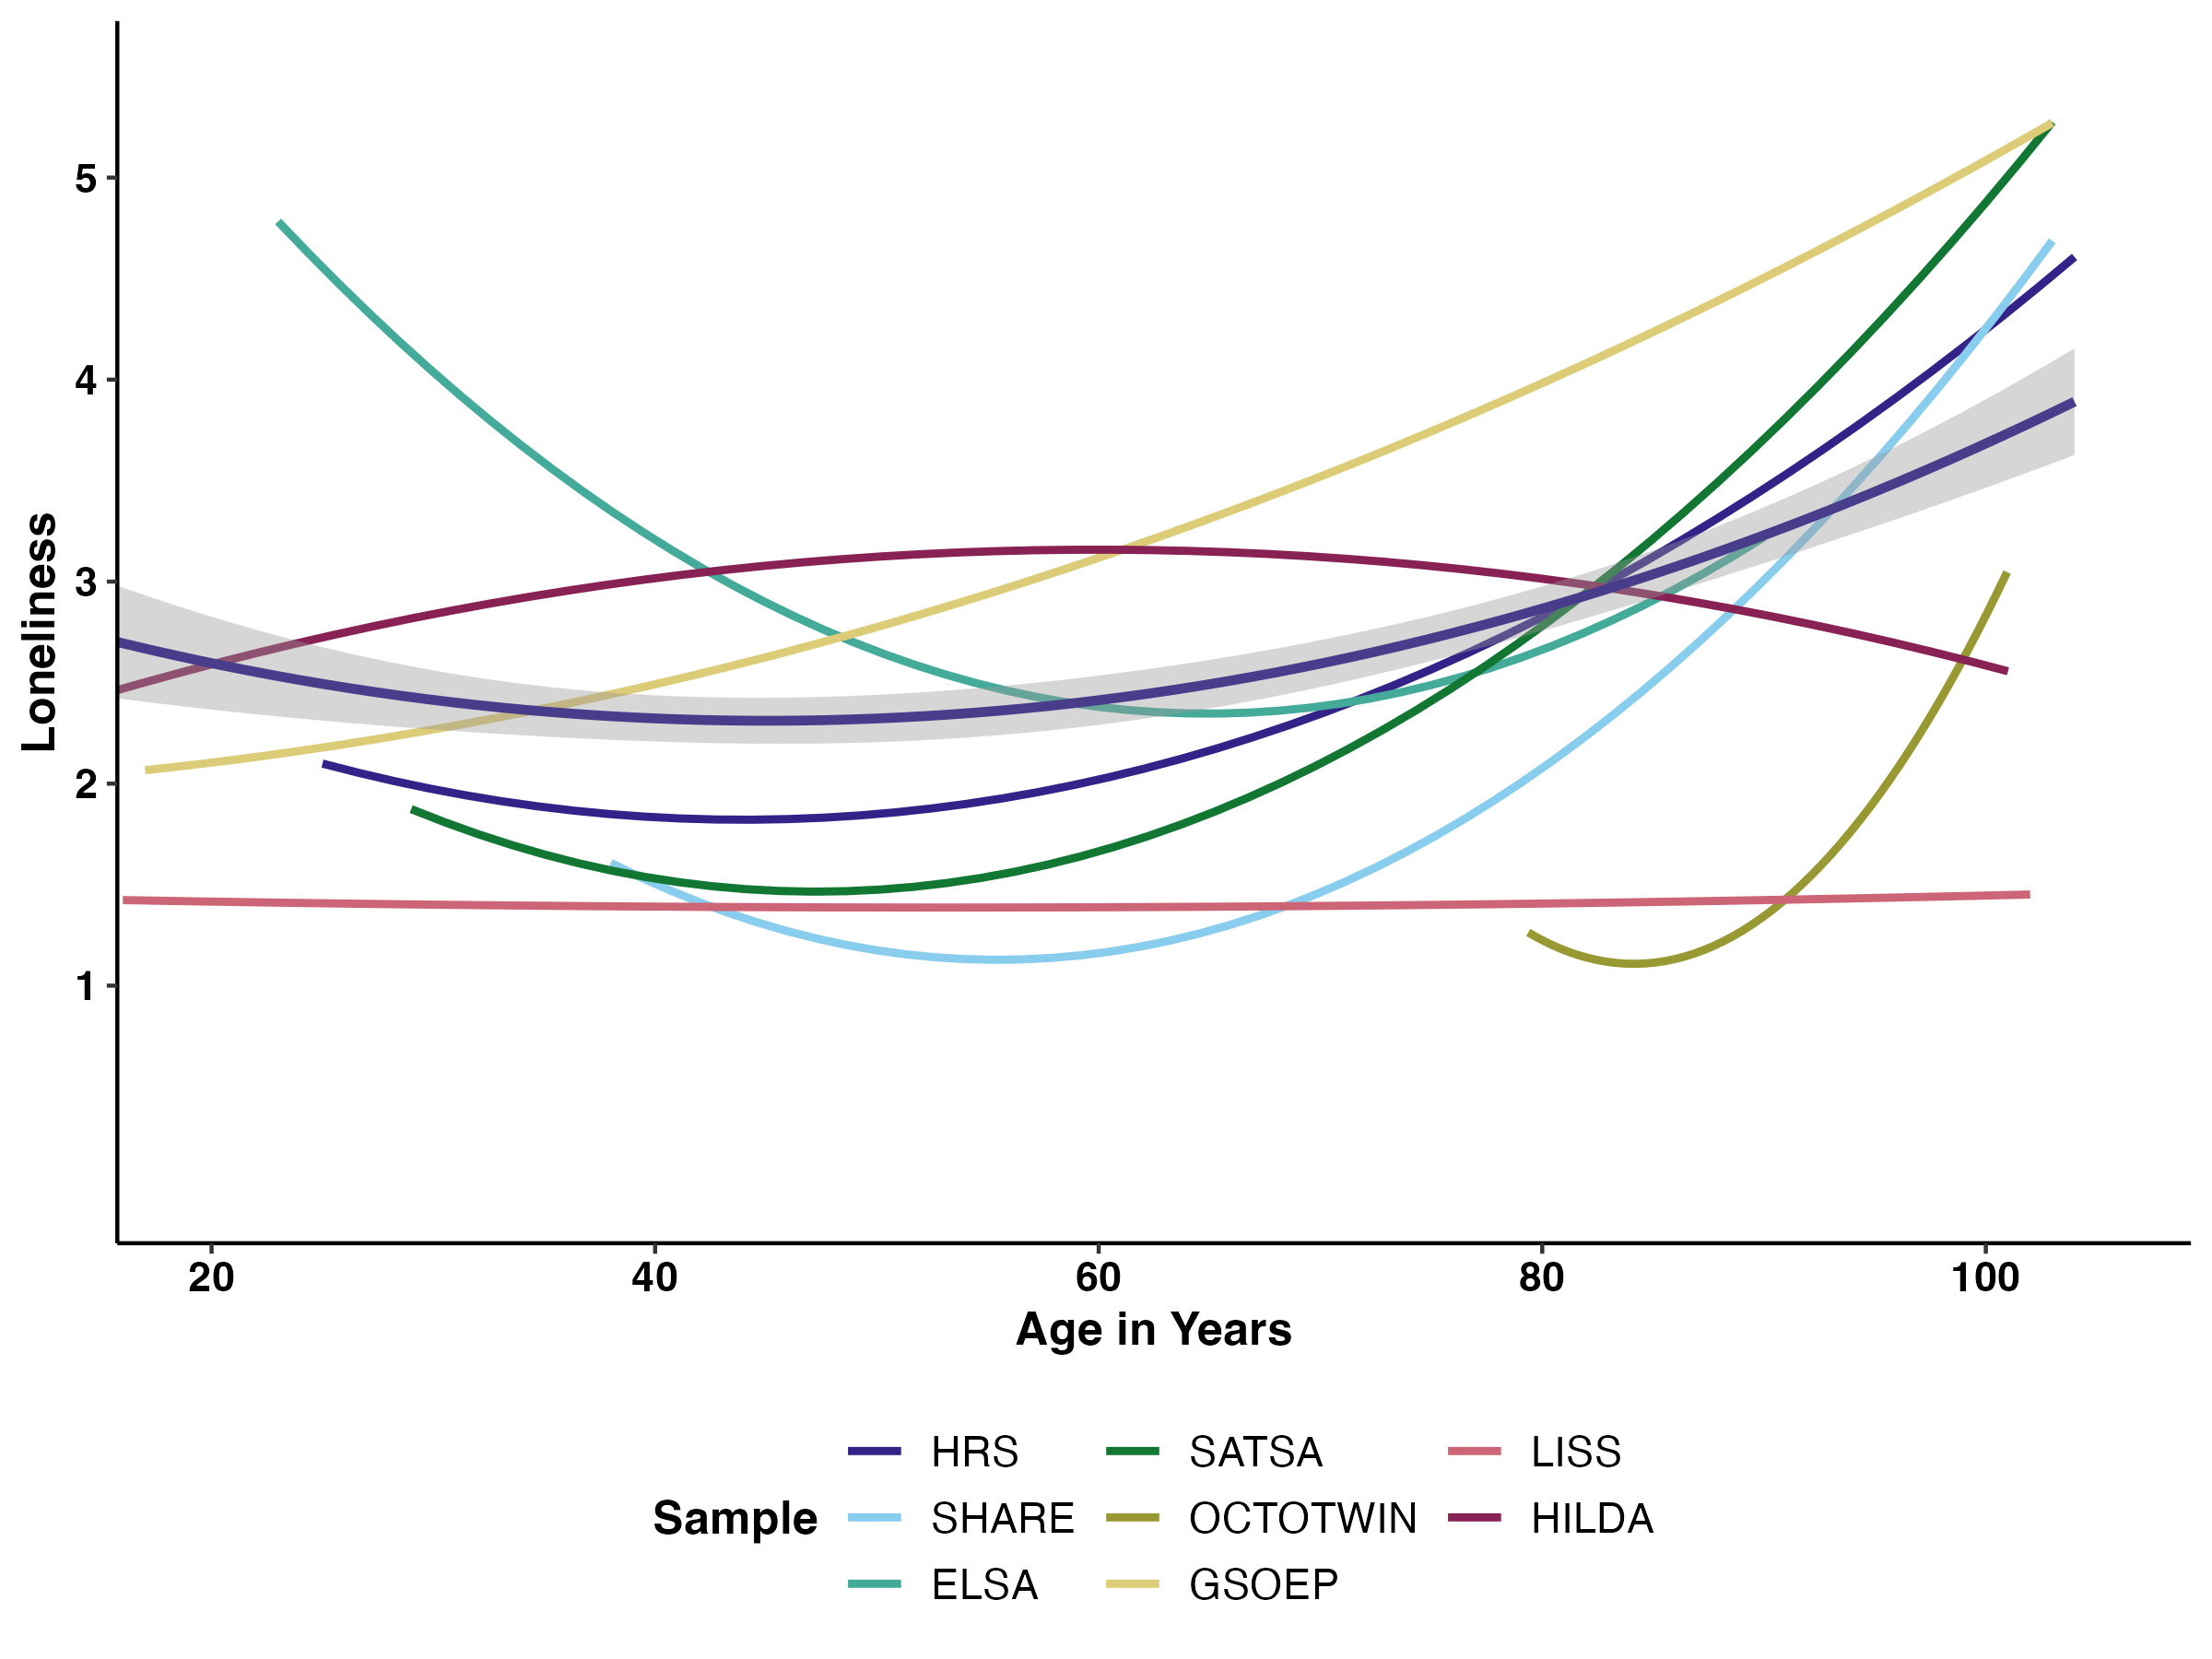 Loneliness
5
4
3
2
1
20 40 60 80 100
Age in Years
Sample
HRS SATSA LISS
SHARE OCTOTWIN HILDA
ELSA GSOEP